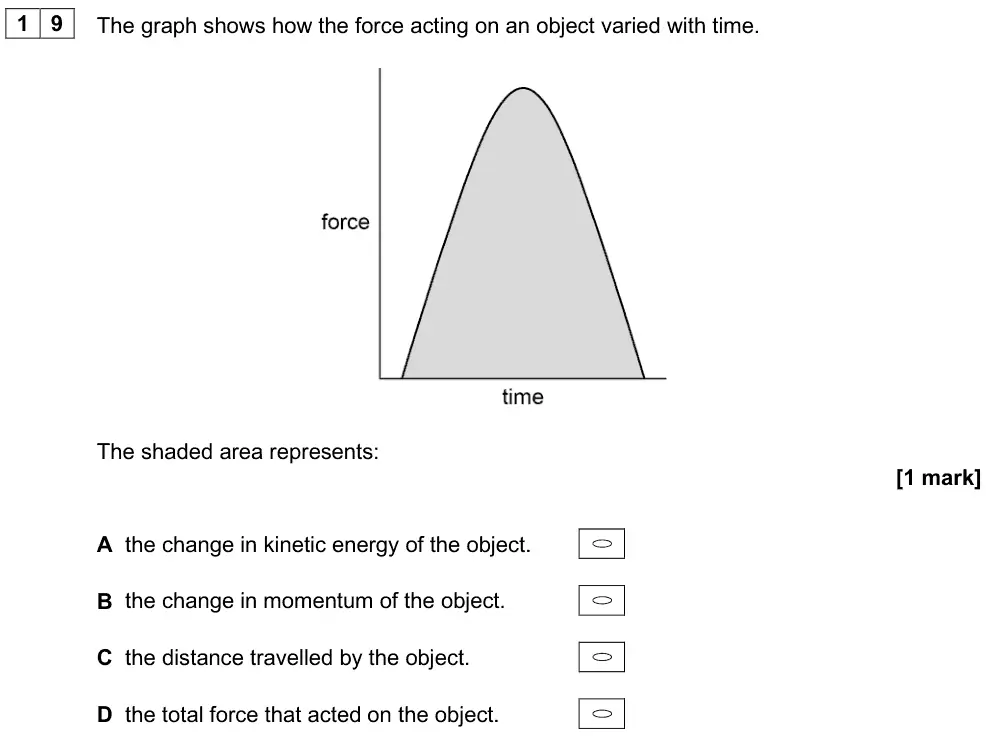 1 9 The graph shows how the force acting on an object varied with time.
force
time
The shaded area represents:
[1 mark]
A the change in kinetic energy of the object.
B the change in momentum of the object.
C the distance travelled by the object.
D the total force that acted on the object.